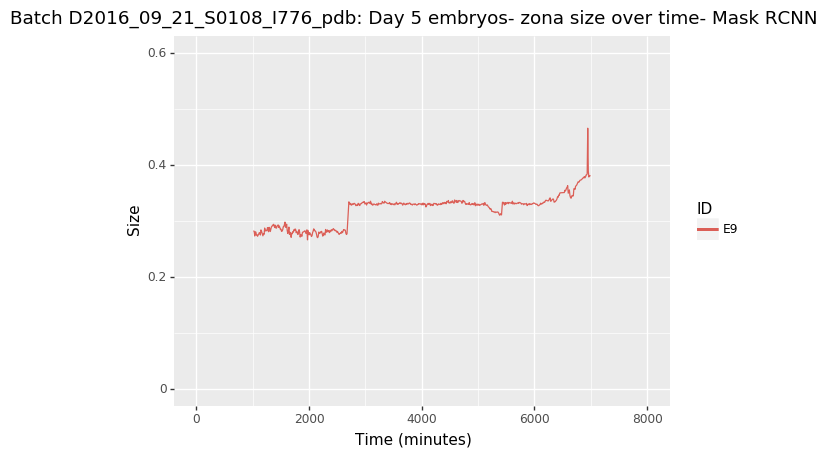 Batch D2016_09_21_S0108_I776_pdb: Day 5 embryos- zona size over time- Mask RCNN
0.6
0.4
0.2
0
Size
0 2000 4000 6000 8000
Time (minutes)
ID
E9